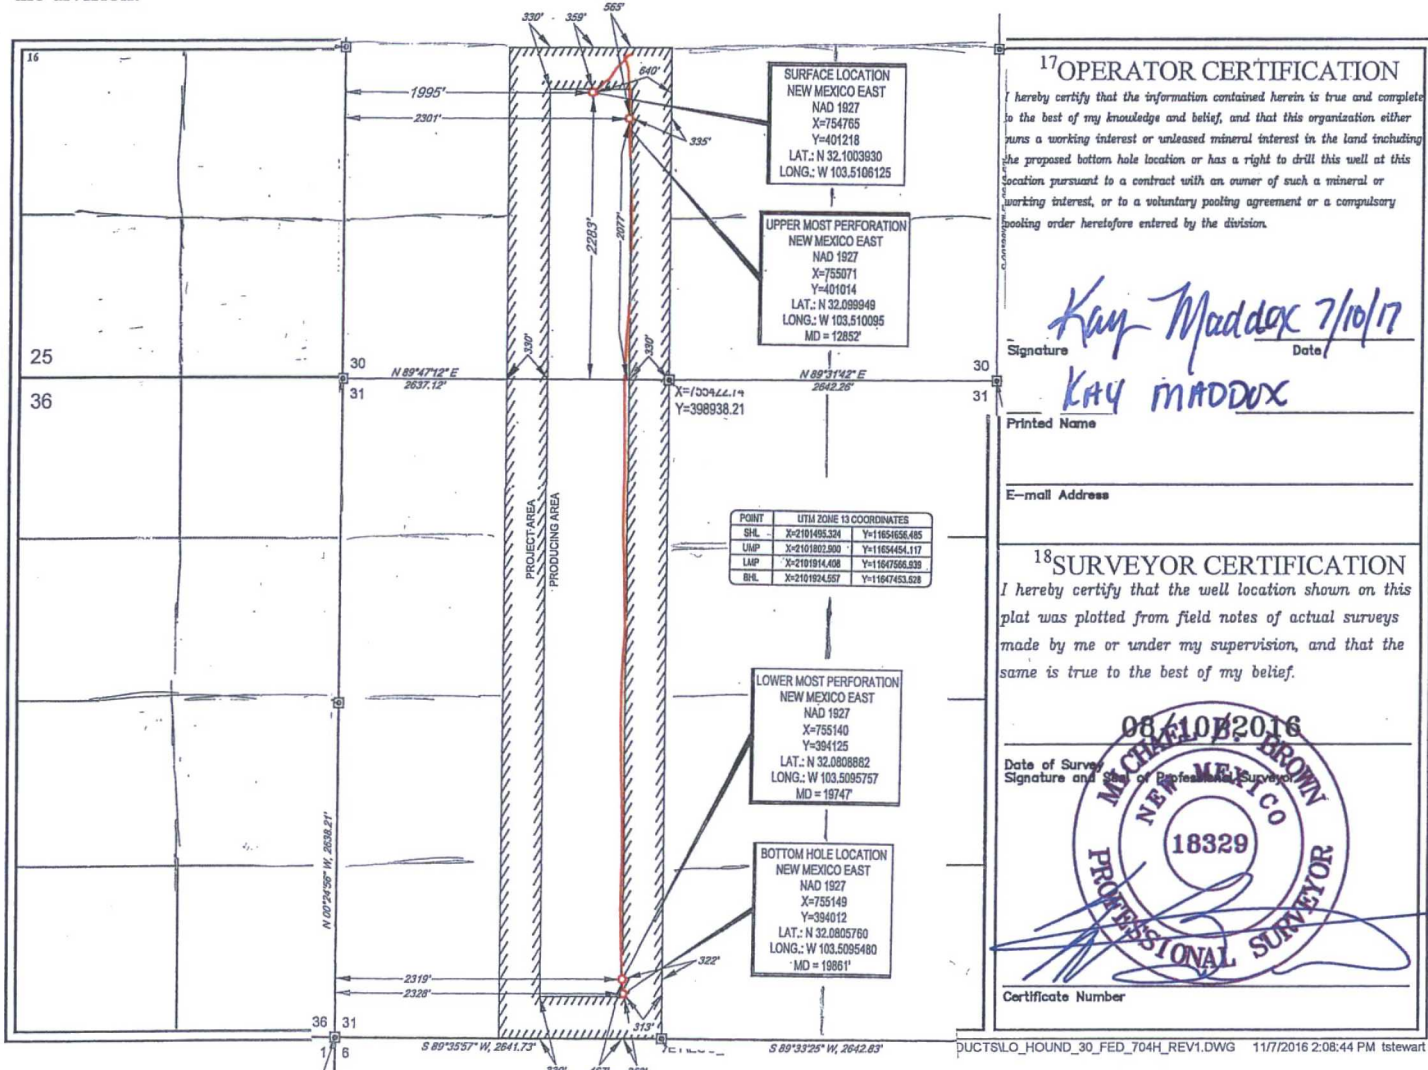 330'
359'
565'
16
1995'
640'
2301'
335'
2283'
2077'
SURFACE LOCATION
NEW MEXICO EAST
NAD 1927
X=754765
Y=401218
LAT.: N 32.1003930
LONG.: W 103.5106125
UPPER MOST PERFORATION
NEW MEXICO EAST
NAD 1927
X=755071
Y=401014
LAT.: N 32.099949
LONG.: W 103.510095
MD = 12852'
25
36
30
31
N 89°47'12" E
2637.12'
330'
330'
N 89°31'42" E
2642.26'
30
31
Y=398938.21
PROJECT AREA
PRODUCING AREA
POINT UTM ZONE 13 COORDINATES
SHL X=2101495.324 Y=11654656.485
UMP X=2101802.900 Y=11654454.117
LMP X=2101914.408 Y=11647566.939
BHL X=2101924.557 Y=11647453.528
LOWER MOST PERFORATION
NEW MEXICO EAST
NAD 1927
X=755140
Y=394125
LAT.: N 32.0808862
LONG.: W 103.5095757
MD = 19747'
BOTTOM HOLE LOCATION
NEW MEXICO EAST
NAD 1927
X=755149
Y=394012
LAT.: N 32.0805760
LONG.: W 103.5095480
MD = 19861'
N 00°24'56" W, 2638.21'
2319'
2328'
322'
313'
36 31
1 6
S 89°35'57" W, 2641.73'
S 89°33'25" W, 2642.83'
17OPERATOR CERTIFICATION
I hereby certify that the information contained herein is true and complete
to the best of my knowledge and belief, and that this organization either
owns a working interest or unleased mineral interest in the land including
the proposed bottom hole location or has a right to drill this well at this
location pursuant to a contract with an owner of such a mineral or
working interest, or to a voluntary pooling agreement or a compulsory
pooling order heretofore entered by the division.
Kay Maddox 7/10/17
Signature Date
KAY MADDOX
Printed Name
E-mail Address
18SURVEYOR CERTIFICATION
I hereby certify that the well location shown on this
plat was plotted from field notes of actual surveys
made by me or under my supervision, and that the
same is true to the best of my belief.
08/10/2016
Date of Survey
Signature and Seal of Professional Surveyor:
MICHAEL B. BROWN
NEW MEXICO
18329
PROFESSIONAL SURVEYOR
Certificate Number
DUCTS\LO_HOUND_30_FED_704H_REV1.DWG 11/7/2016 2:08:44 PM tstewart